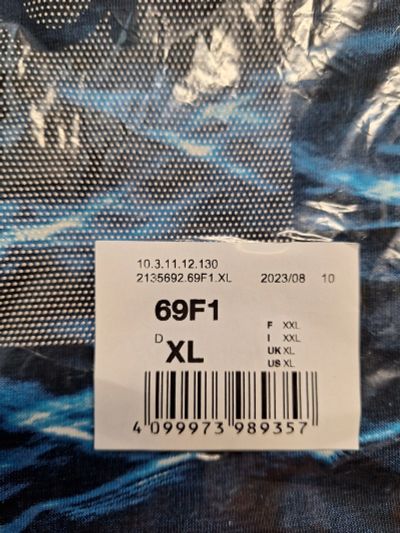 10.3.11.12.130
2135692.69F1.XL 2023/08 10
69F1
D XL
F XXL
I XXL
UK XL
US XL
4 099973 989357